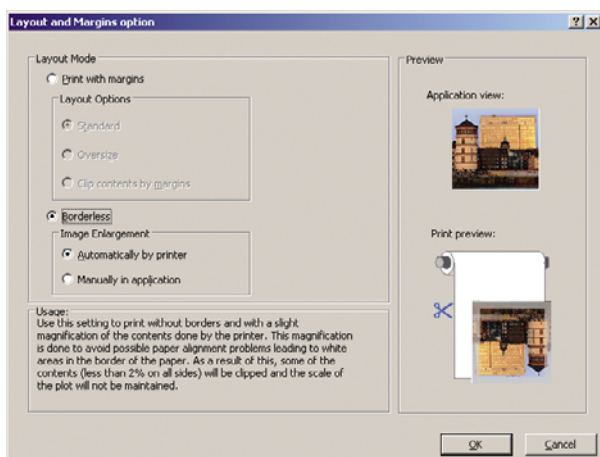 Layout and Margins option
Layout Mode
Print with margins
Layout Options
Standard
Oversize
Clip contents by margins
Borderless
Image Enlargement
Automatically by printer
Manually in application
Usage:
Use this setting to print without borders and with a slight
magnification of the contents done by the printer. This magnification
is done to avoid possible paper alignment problems leading to white
areas in the border of the paper. As a result of this, some of the
contents (less than 2% on all sides) will be clipped and the scale of
the plot will not be maintained.
Preview
Application view:
Print preview:
OK
Cancel